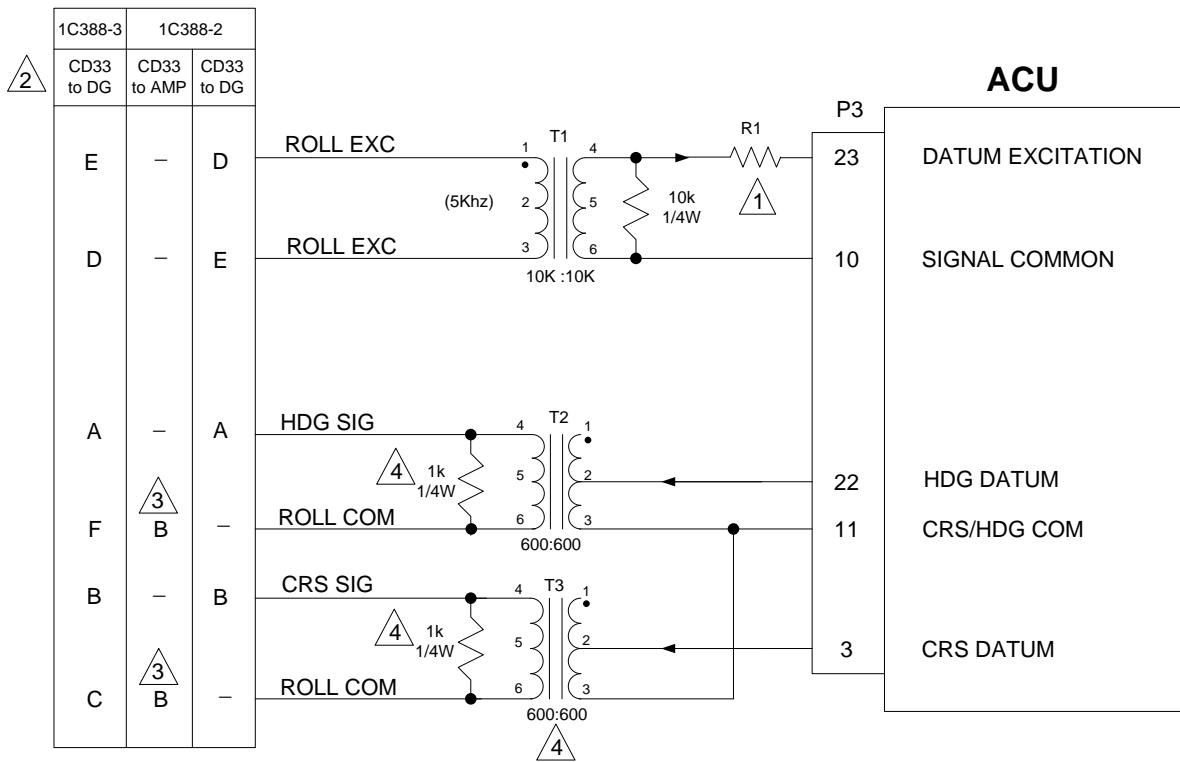 1C388-3 1C388-2
2
CD33 to DG
CD33 to AMP
CD33 to DG
ACU
P3
E – D ROLL EXC
1 T1 4
R1
23 DATUM EXCITATION
(5Khz) 2 5
10k
1/4W
1
D – E ROLL EXC
3 6
10 SIGNAL COMMON
10K :10K
A – A HDG SIG
4 T2 1
4 1k
1/4W
5 2
22 HDG DATUM
3
F B – ROLL COM
6 3
11 CRS/HDG COM
600:600
B – B CRS SIG
4 T3 1
4 1k
1/4W
5 2
3 CRS DATUM
3
C B – ROLL COM
6 3
600:600
4